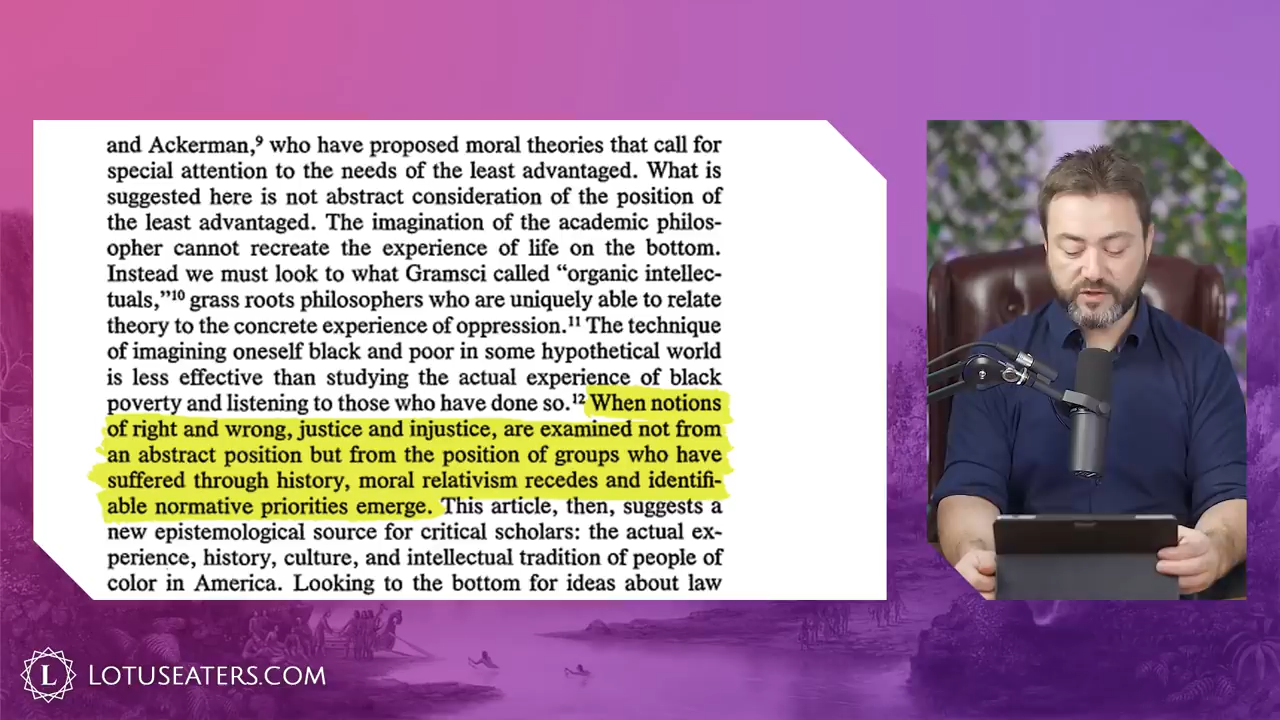 and Ackerman,⁹ who have proposed moral theories that call for
special attention to the needs of the least advantaged. What is
suggested here is not abstract consideration of the position of
the least advantaged. The imagination of the academic philos-
opher cannot recreate the experience of life on the bottom.
Instead we must look to what Gramsci called “organic intellec-
tuals,”¹⁰ grass roots philosophers who are uniquely able to relate
theory to the concrete experience of oppression.¹¹ The technique
of imagining oneself black and poor in some hypothetical world
is less effective than studying the actual experience of black
poverty and listening to those who have done so.¹² When notions
of right and wrong, justice and injustice, are examined not from
an abstract position but from the position of groups who have
suffered through history, moral relativism recedes and identifi-
able normative priorities emerge. This article, then, suggests a
new epistemological source for critical scholars: the actual ex-
perience, history, culture, and intellectual tradition of people of
color in America. Looking to the bottom for ideas about law
L LOTUSEATERS.COM